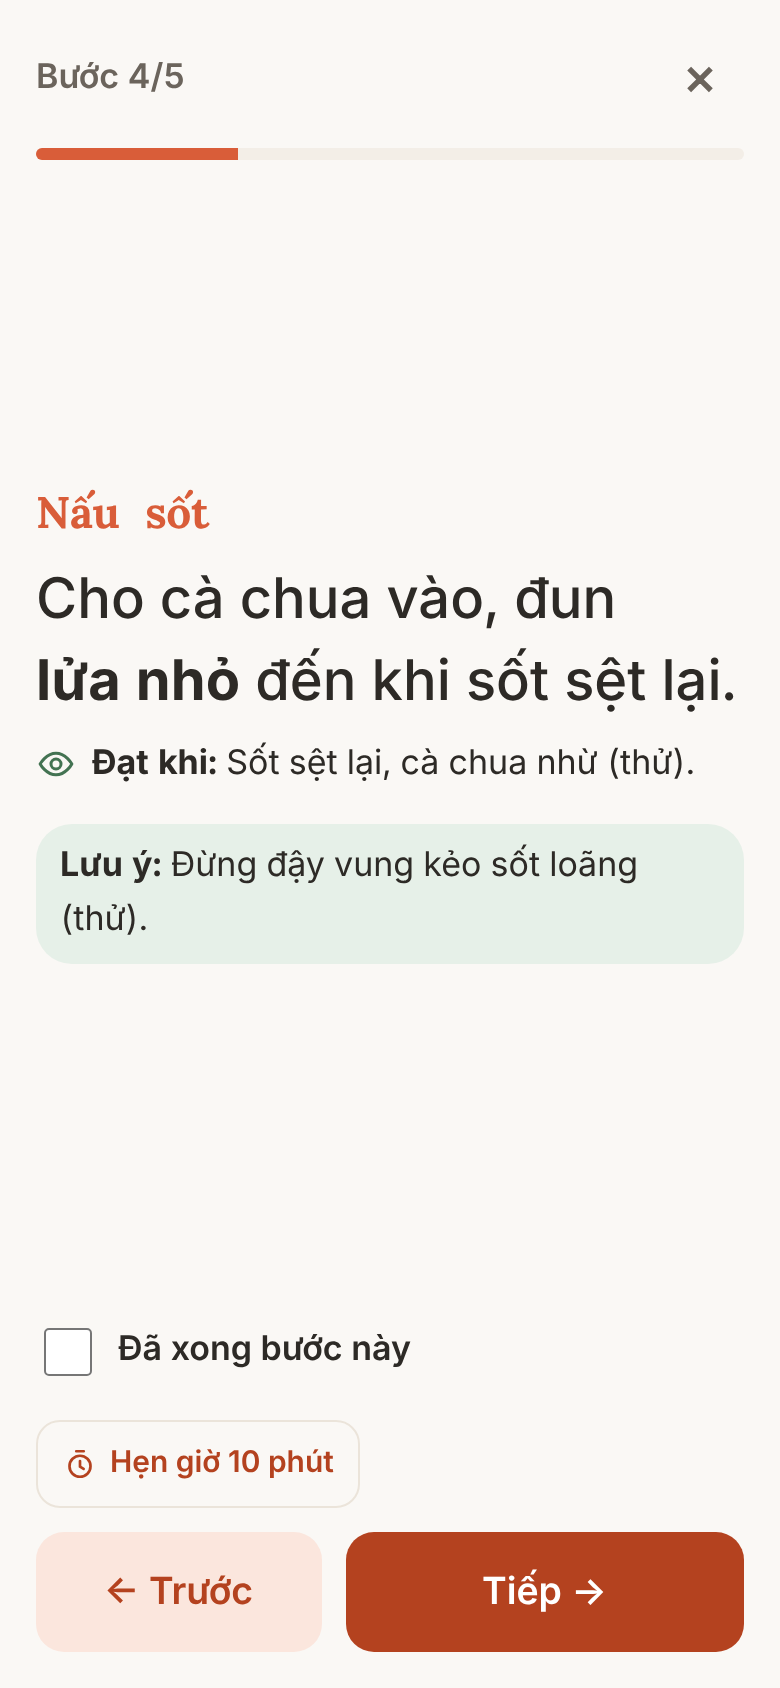 Bước 4/5
Nấu sốt
Cho cà chua vào, đun
lửa nhỏ đến khi sốt sệt lại.
Đạt khi: Sốt sệt lại, cà chua nhừ (thử).
Lưu ý: Đừng đậy vung kẻo sốt loãng
(thử).
Đã xong bước này
Hẹn giờ 10 phút
← Trước
Tiếp →